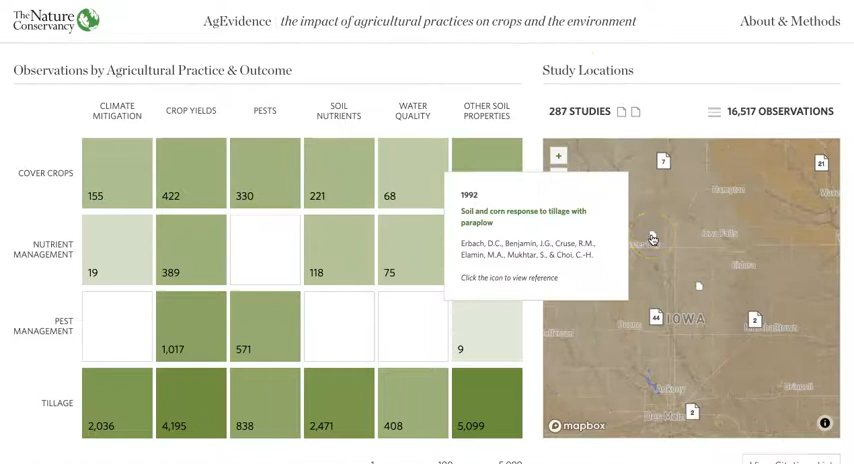 The Nature
Conservancy
AgEvidence | the impact of agricultural practices on crops and the environment
About & Methods
Observations by Agricultural Practice & Outcome
Study Locations
CLIMATE
MITIGATION
CROP YIELDS
PESTS
SOIL
NUTRIENTS
WATER
QUALITY
OTHER SOIL
PROPERTIES
287 STUDIES
16,517 OBSERVATIONS
COVER CROPS
155
422
330
221
68
NUTRIENT
MANAGEMENT
19
389
118
75
PEST
MANAGEMENT
1,017
571
9
TILLAGE
2,036
4,195
838
2,471
408
5,099
1992
Soil and corn response to tillage with
paraplow
Erbach, D.C., Benjamin, J.G., Cruse, R.M.,
Elamin, M.A., Mukhtar, S., & Choi, C.-H.
Click the icon to view reference
+
7
21
Hampton
Iowa Falls
Eldora
44
IOWA
2
Boone
Marshalltown
Ankeny
Grinnell
Des Moines
2
mapbox